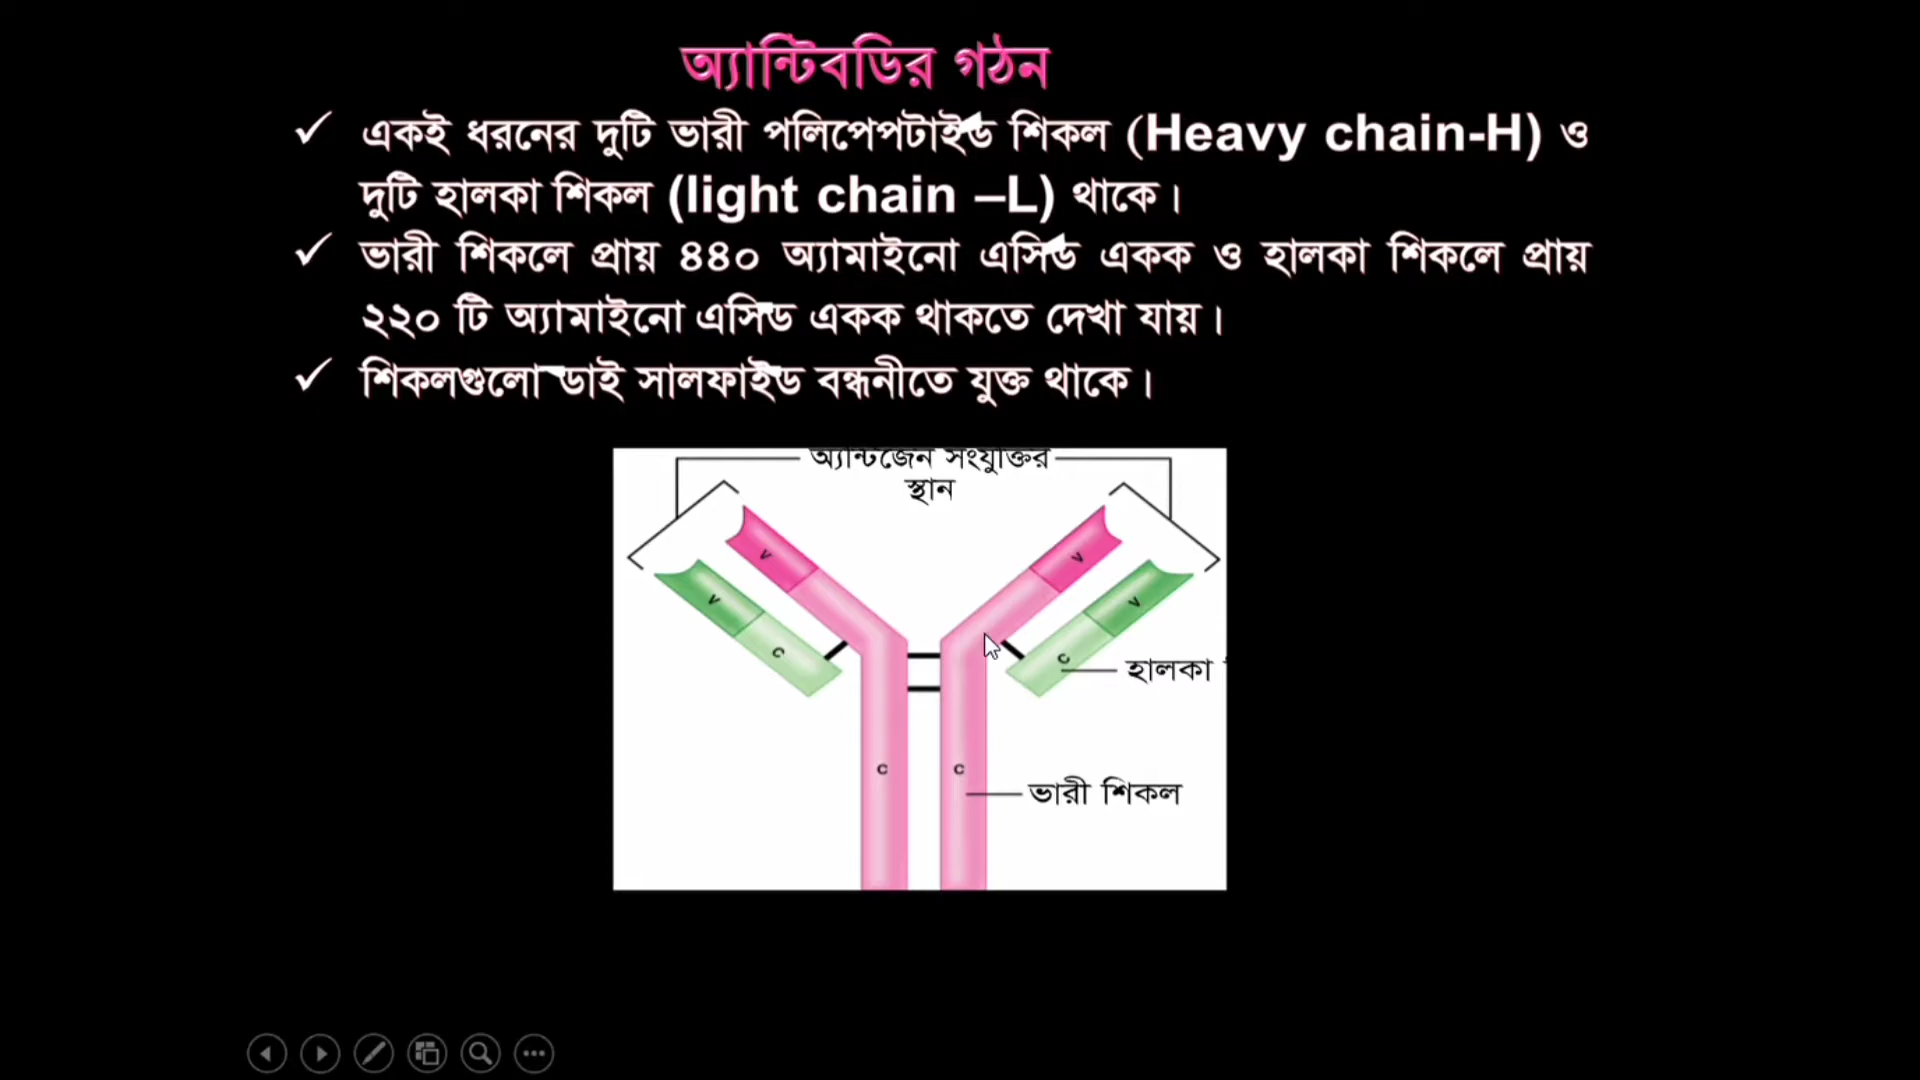 অ্যান্টিবডির গঠন
✓ একই ধরনের দুটি ভারী পলিপেপটাইড শিকল (Heavy chain-H) ও
দুটি হালকা শিকল (light chain –L) থাকে।
✓ ভারী শিকলে প্রায় ৪৪০ অ্যামাইনো এসিড একক ও হালকা শিকলে প্রায়
২২০ টি অ্যামাইনো এসিড একক থাকতে দেখা যায়।
✓ শিকলগুলো ডাই সালফাইড বন্ধনীতে যুক্ত থাকে।
অ্যান্টিজেন সংযুক্তির
স্থান
V V
V V
C C
হালকা
C C
ভারী শিকল